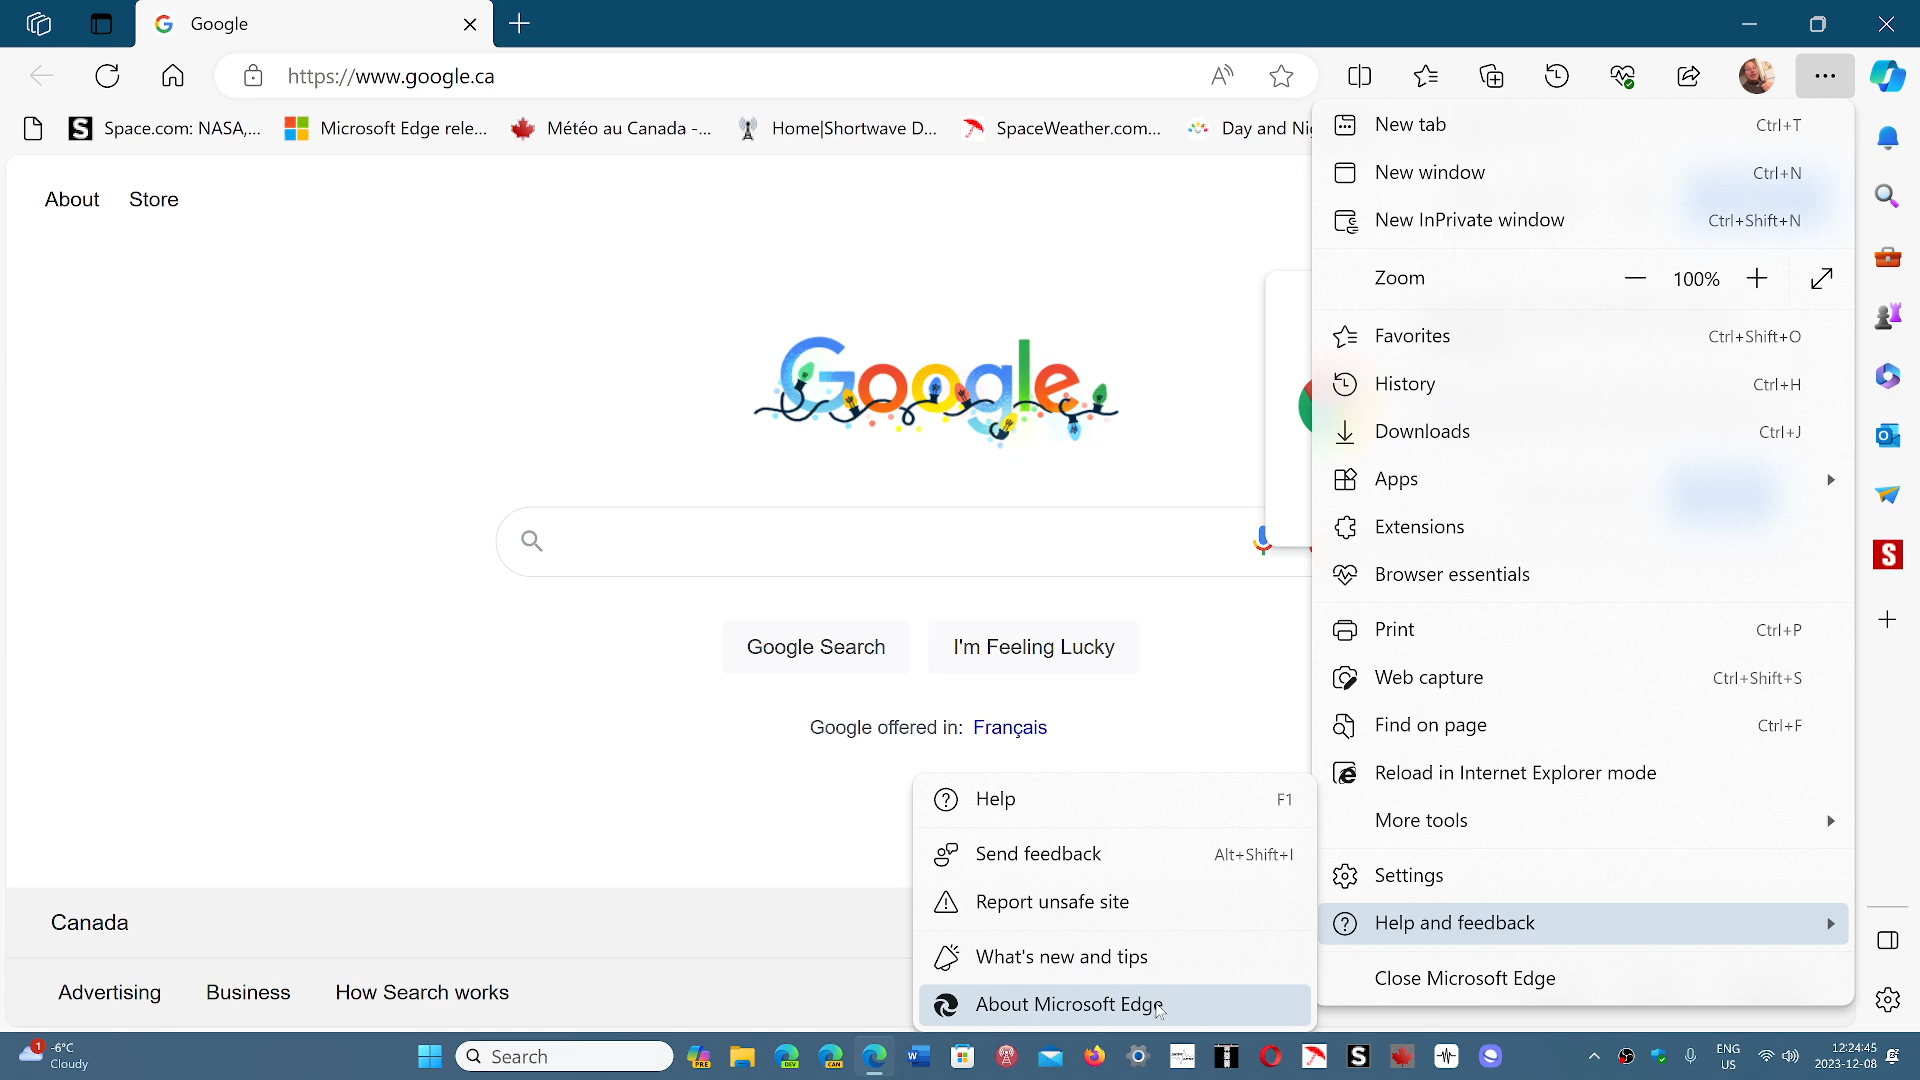 Google
https://www.google.ca
Space.com: NASA,...
Microsoft Edge rele...
Météo au Canada -...
Home|Shortwave D...
SpaceWeather.com...
Day and Ni
About Store
Google
Google Search I'm Feeling Lucky
Google offered in: Français
Canada
Advertising Business How Search works
New tab Ctrl+T
New window Ctrl+N
New InPrivate window Ctrl+Shift+N
Zoom 100%
Favorites Ctrl+Shift+O
History Ctrl+H
Downloads Ctrl+J
Apps
Extensions
Browser essentials
Print Ctrl+P
Web capture Ctrl+Shift+S
Find on page Ctrl+F
Reload in Internet Explorer mode
More tools
Settings
Help and feedback
Close Microsoft Edge
Help F1
Send feedback Alt+Shift+I
Report unsafe site
What's new and tips
About Microsoft Edge
1
-6°C
Cloudy
Search
PRE
DEV
CAN
ENG
US
12:24:45
2023-12-08